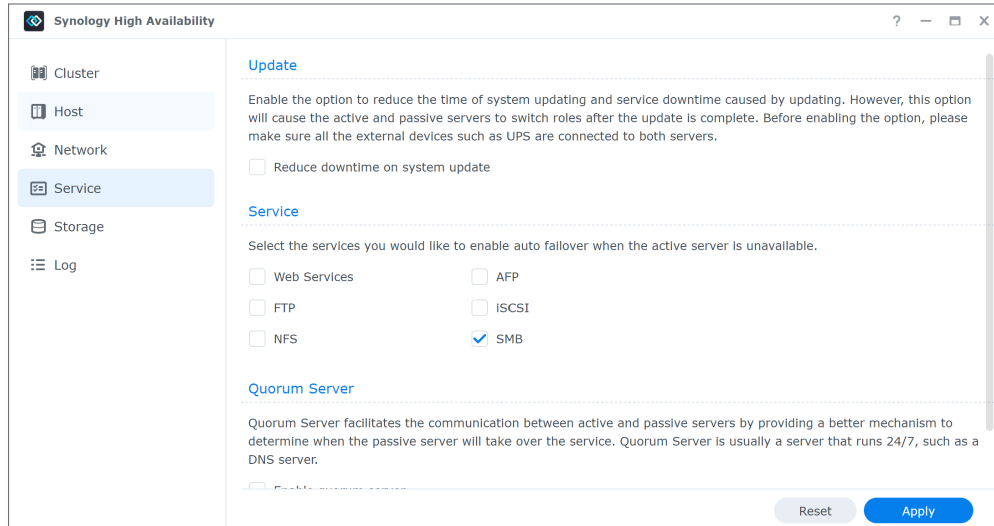 Synology High Availability
Cluster
Host
Network
Service
Storage
Log
Update
Enable the option to reduce the time of system updating and service downtime caused by updating. However, this option
will cause the active and passive servers to switch roles after the update is complete. Before enabling the option, please
make sure all the external devices such as UPS are connected to both servers.
Reduce downtime on system update
Service
Select the services you would like to enable auto failover when the active server is unavailable.
Web Services
AFP
FTP
iSCSI
NFS
SMB
Quorum Server
Quorum Server facilitates the communication between active and passive servers by providing a better mechanism to
determine when the passive server will take over the service. Quorum Server is usually a server that runs 24/7, such as a
DNS server.
Enable quorum server
Reset
Apply